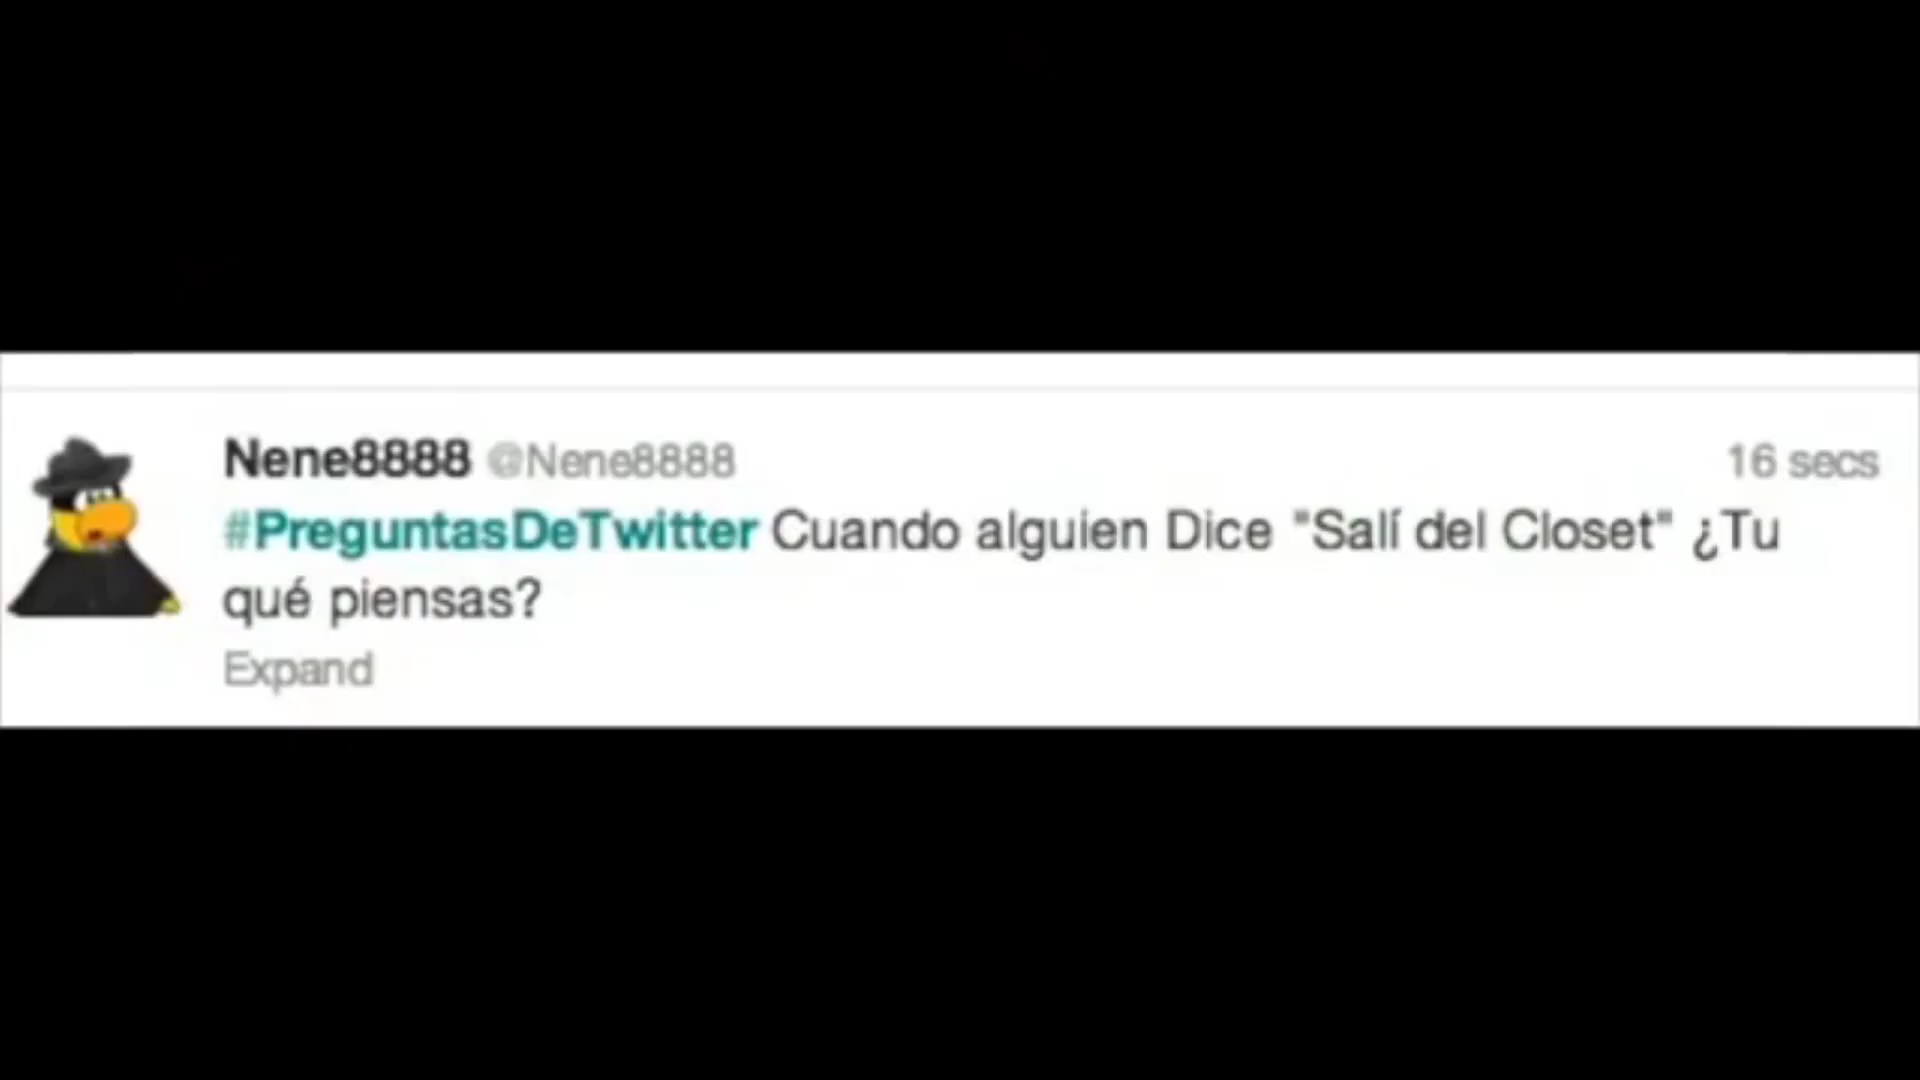 Nene8888 @Nene8888 16 secs
#PreguntasDeTwitter Cuando alguien Dice "Salí del Closet" ¿Tu
qué piensas?
Expand